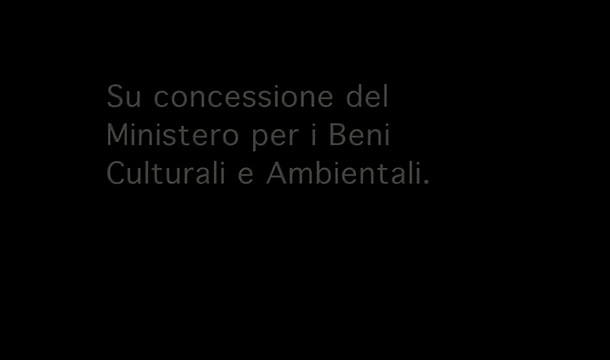 Su concessione del
Ministero per i Beni
Culturali e Ambientali.